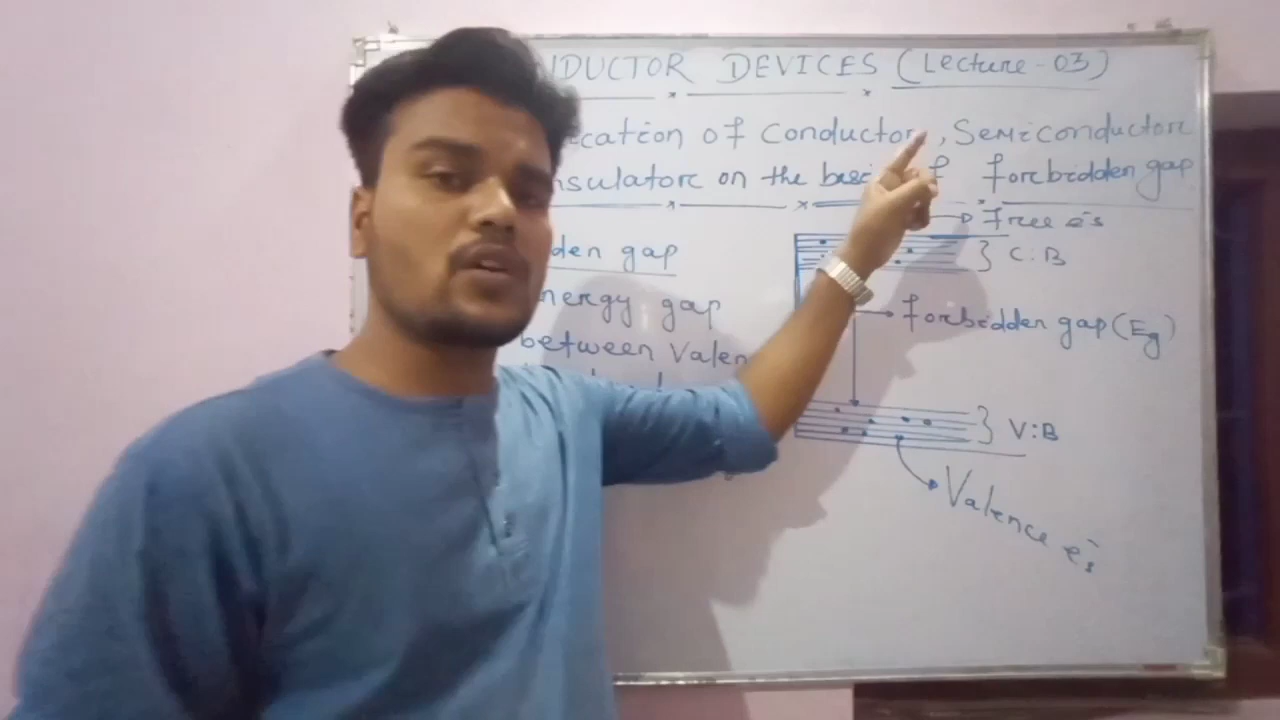 NDUCTOR DEVICES (Lecture-03)
cation of conductor, Semiconductor
nsulator on the basis of forbidden gap
Free e⁻s
den gap
C:B
nergy gap
forbidden gap (Eg)
between Valen
V:B
Valence e⁻s